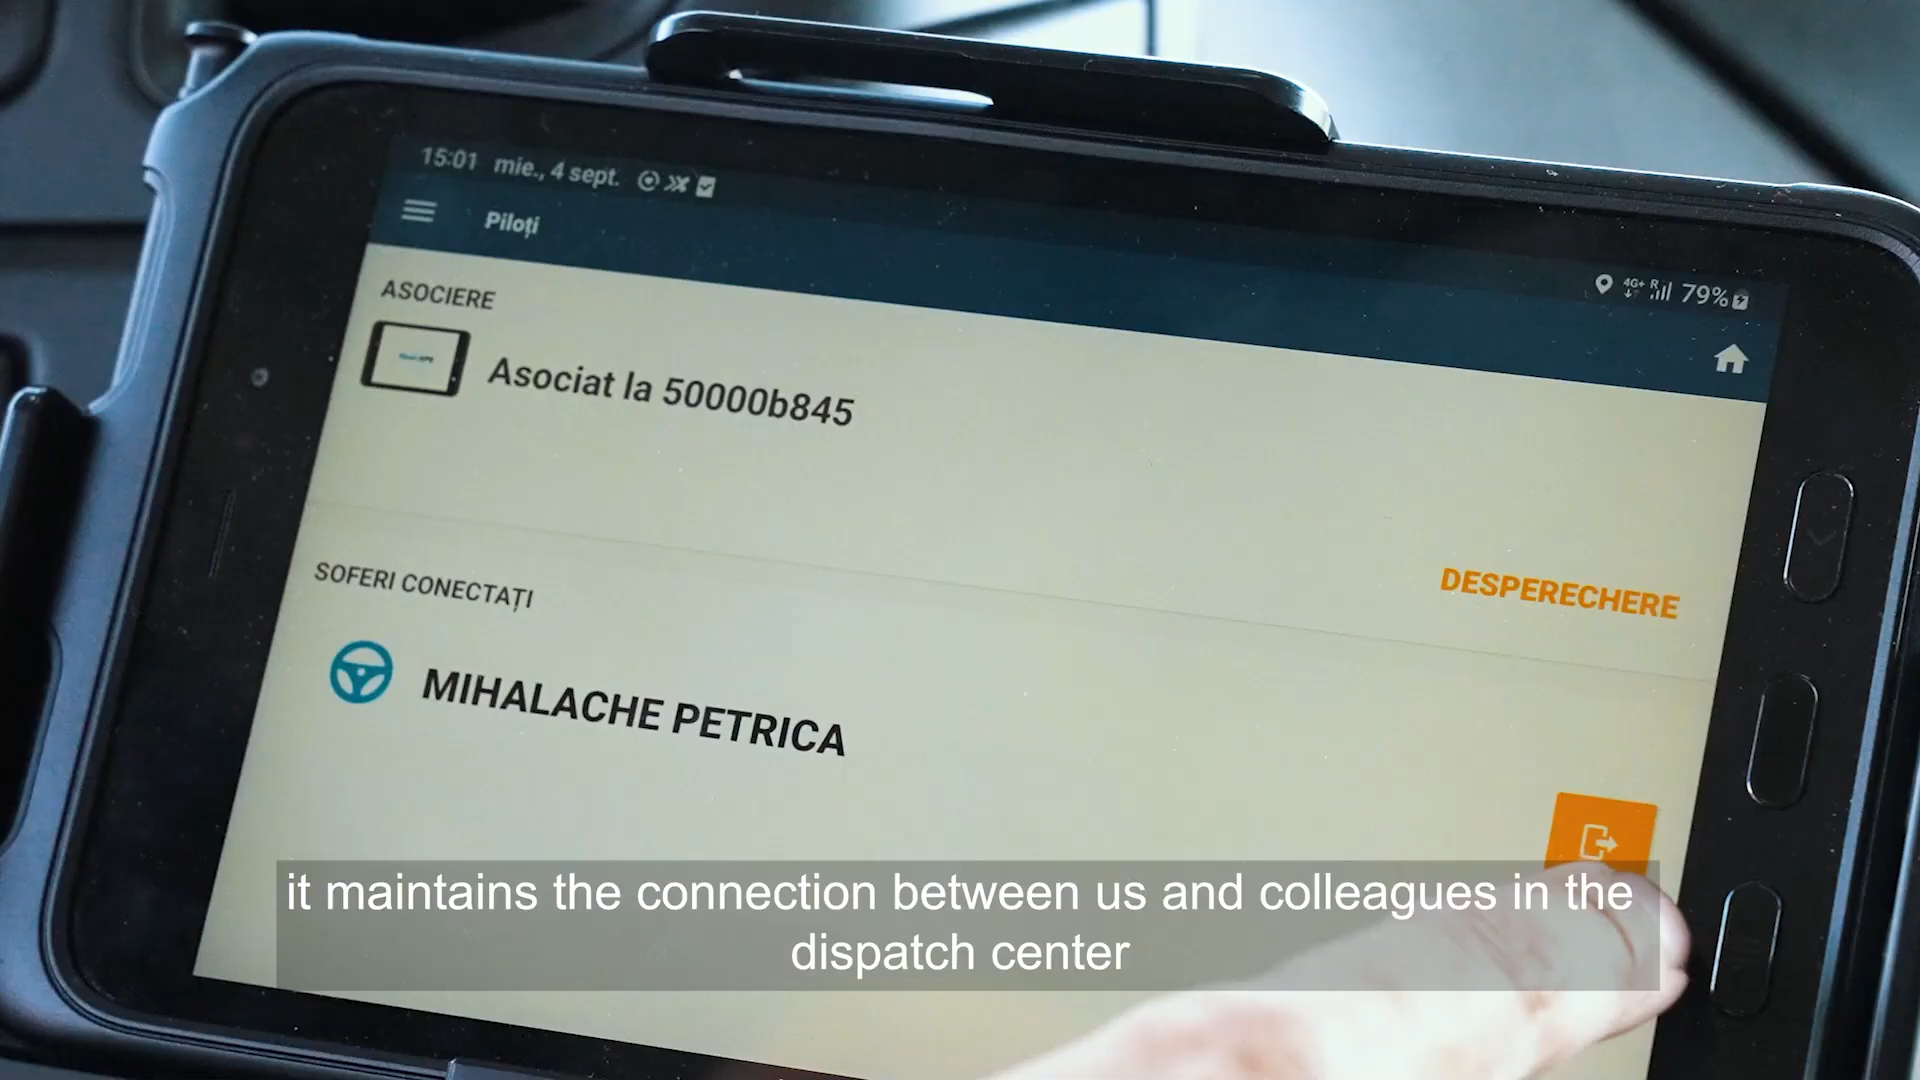 15:01 mie., 4 sept.
4G+ R 79%
Piloți
ASOCIERE
Asociat la 50000b845
DESPERECHERE
SOFERI CONECTAȚI
MIHALACHE PETRICA
it maintains the connection between us and colleagues in the
dispatch center